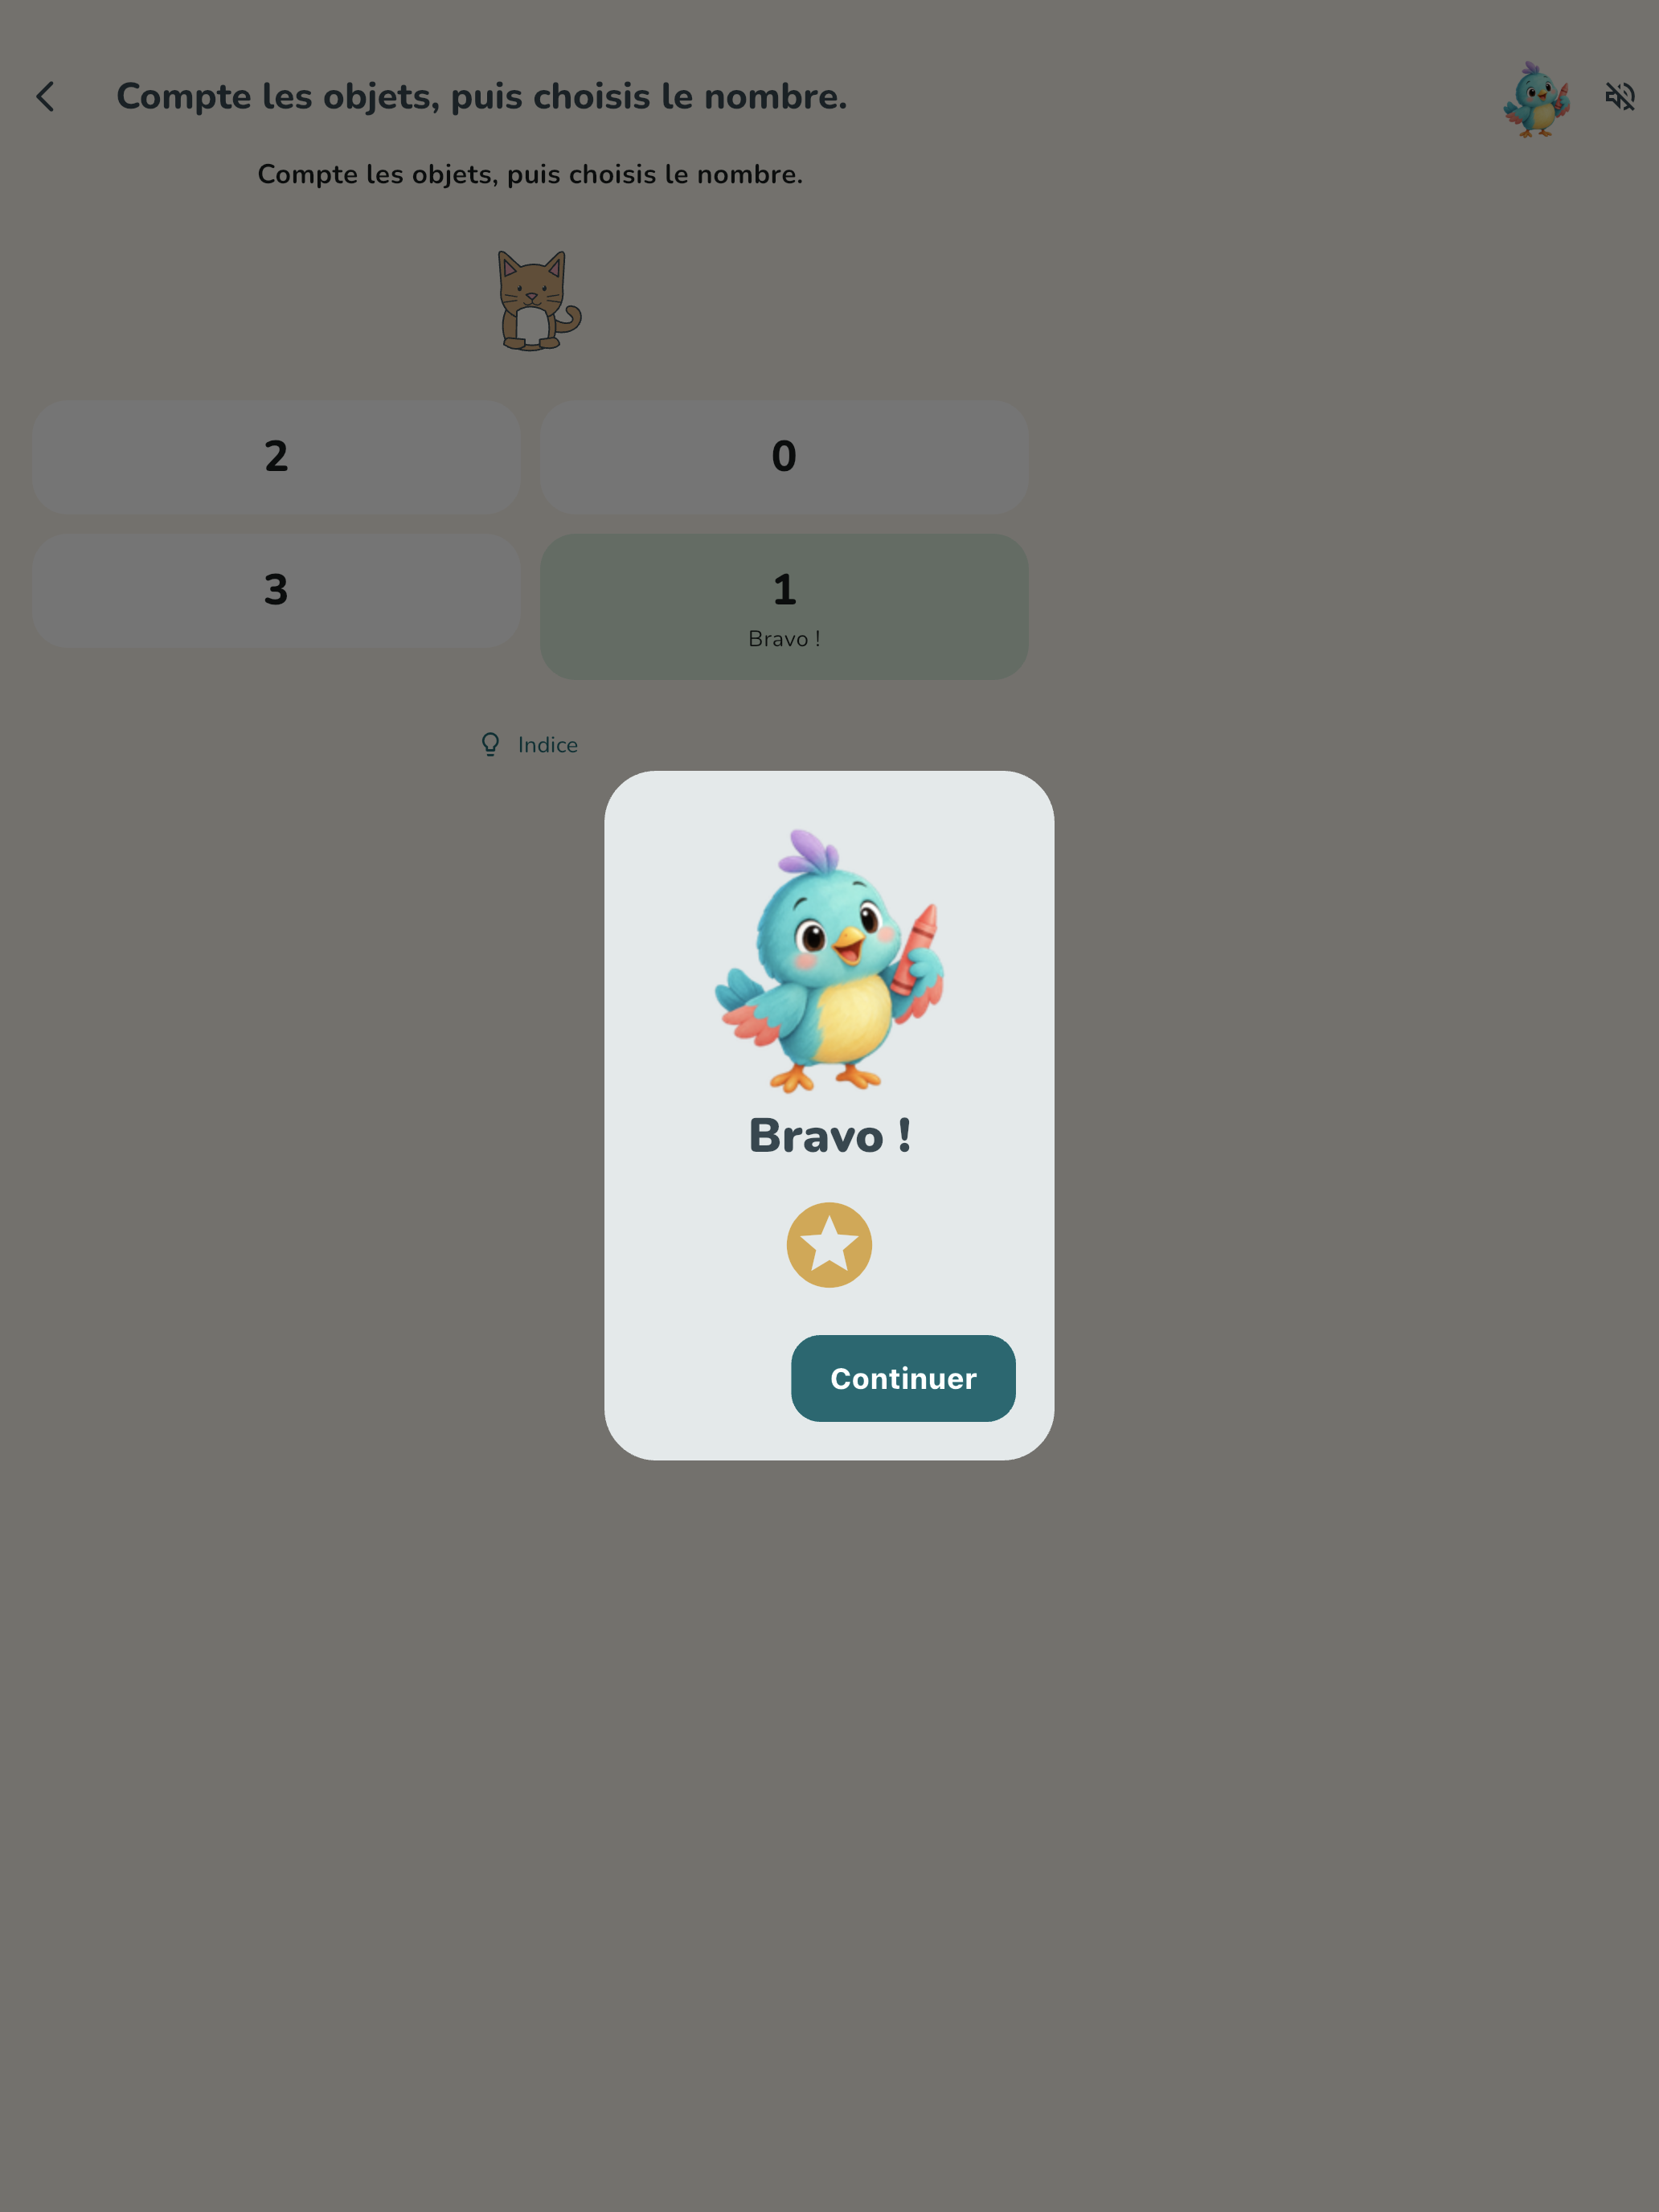 Compte les objets, puis choisis le nombre.
Compte les objets, puis choisis le nombre.
2
0
3
1
Bravo !
Indice
Bravo !
Continuer